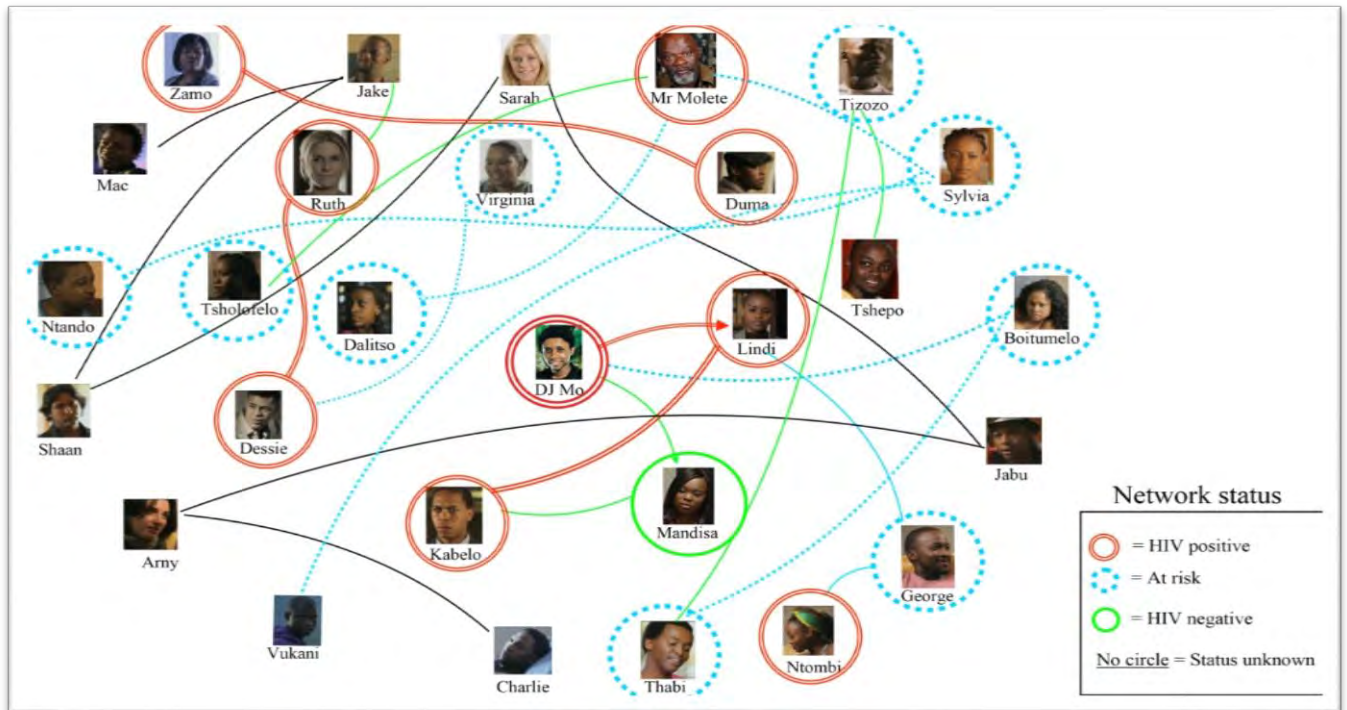 Zamo
Jake
Sarah
Mr Molete
Tizozo
Mac
Ruth
Virginia
Duma
Sylvia
Ntando
Tsholofelo
Dalitso
DJ Mo
Lindi
Tshepo
Boitumelo
Shaan
Dessie
Jabu
Arny
Kabelo
Mandisa
George
Vukani
Charlie
Thabi
Ntombi
Network status
= HIV positive
= At risk
= HIV negative
No circle = Status unknown